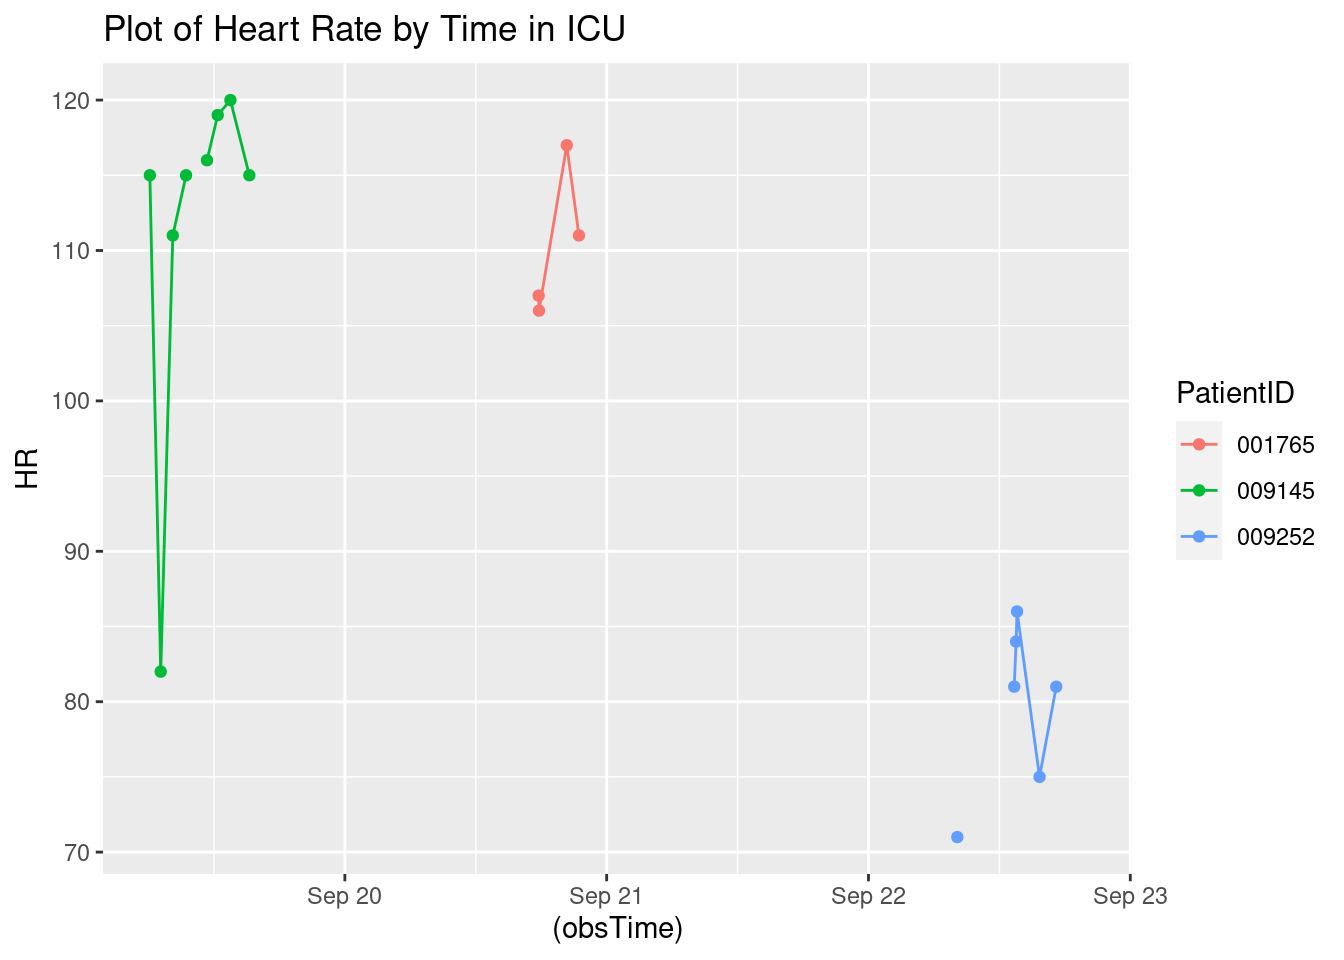 Plot of Heart Rate by Time in ICU
120
110
100
90
80
70
HR
Sep 20
Sep 21
Sep 22
Sep 23
(obsTime)
PatientID
001765
009145
009252